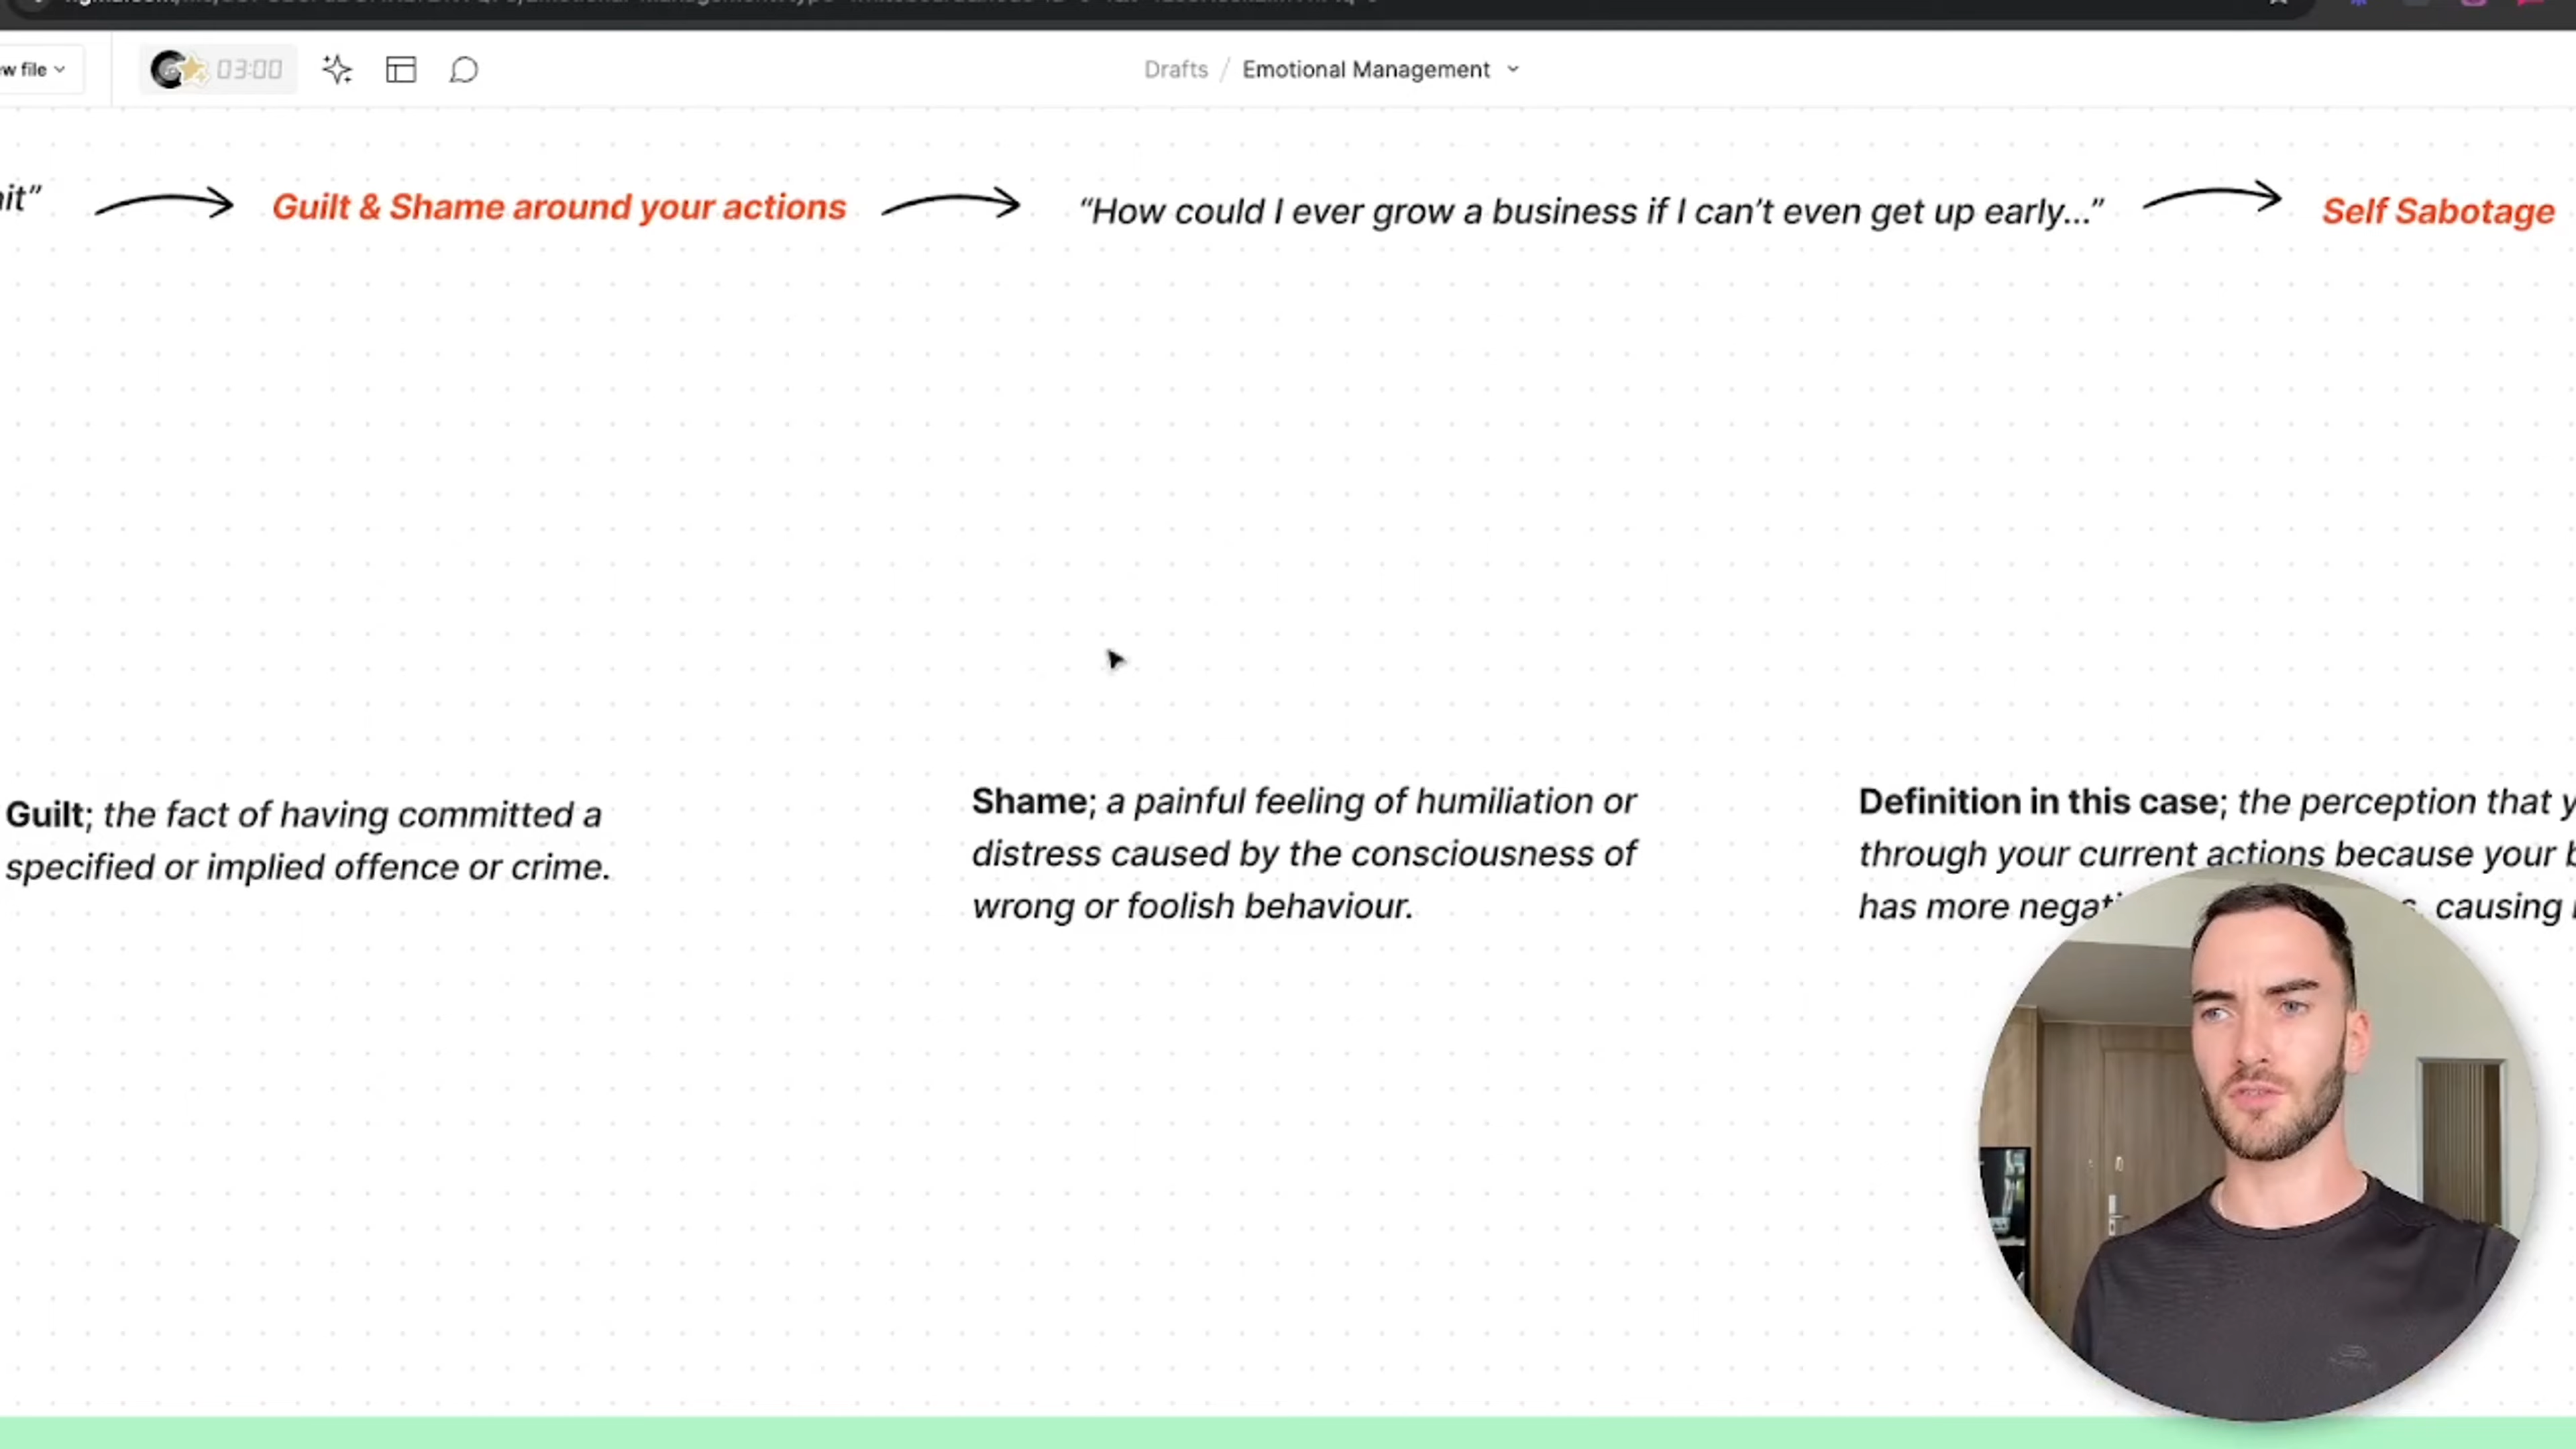 w file
03:00
Drafts / Emotional Management
it”
Guilt & Shame around your actions
“How could I ever grow a business if I can’t even get up early...”
Self Sabotage
Guilt; the fact of having committed a
specified or implied offence or crime.
Shame; a painful feeling of humiliation or
distress caused by the consciousness of
wrong or foolish behaviour.
Definition in this case; the perception that y
through your current actions because your b
has more negati
causing